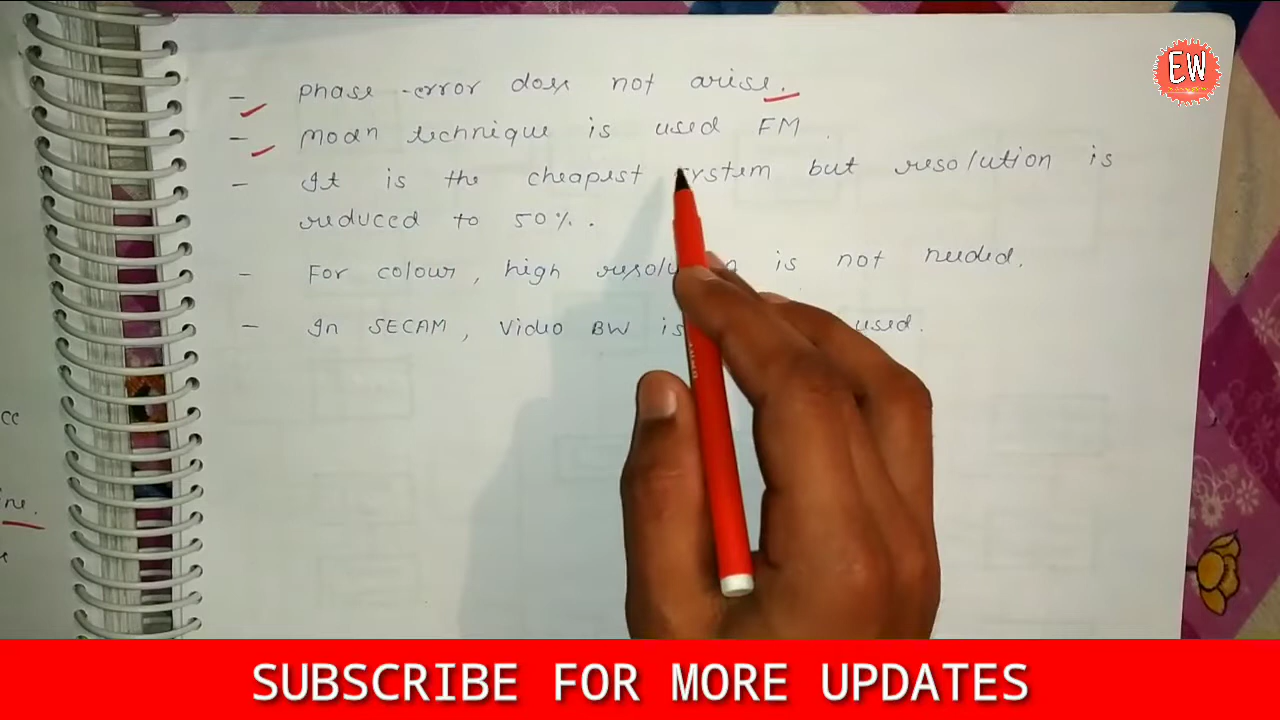 EW
- Phase -error does not arise.
- modn technique is used FM.
- It is the cheapest system but resolution is
reduced to 50%.
- For colour, high is not needed.
- In SECAM, Video BW is used.
cc
ine.
SUBSCRIBE FOR MORE UPDATES